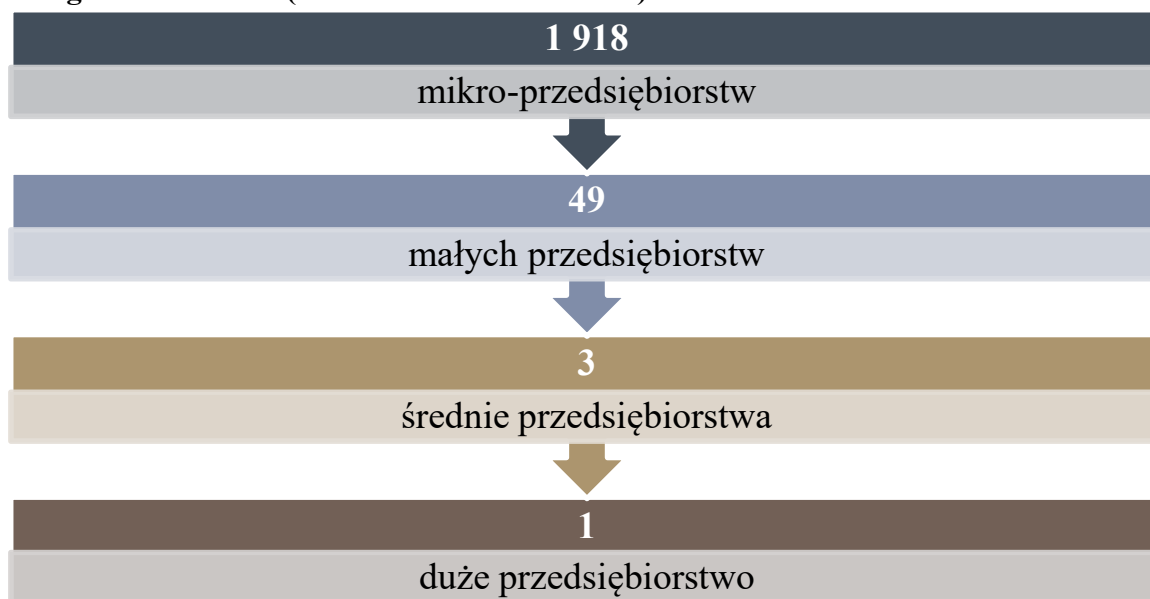 1 918
mikro-przedsiębiorstw
49
małych przedsiębiorstw
3
średnie przedsiębiorstwa
1
duże przedsiębiorstwo